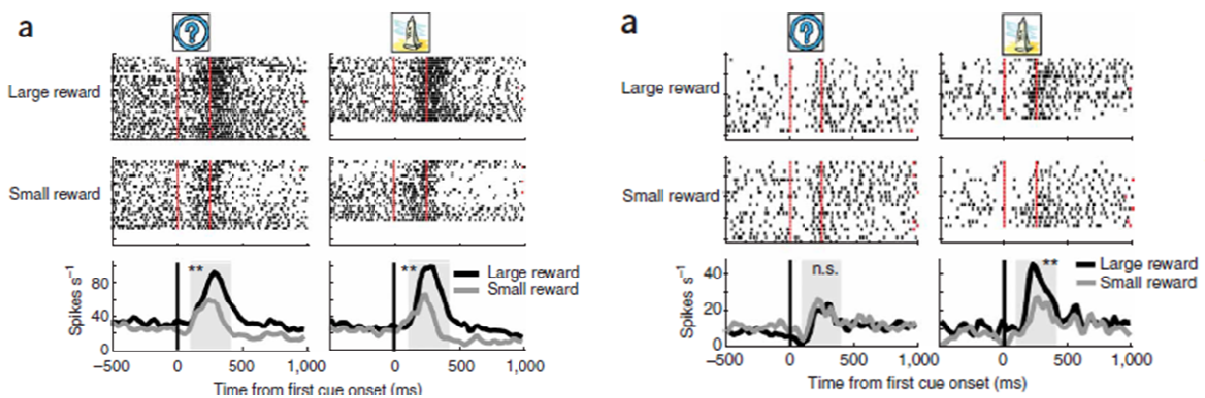 a
?
?
Large reward
Small reward
**
**
Large reward
Small reward
Spikes s⁻¹
80
40
0
−500 0 500 1,000
0 500 1,000
Time from first cue onset (ms)
a
?
Large reward
Small reward
n.s.
**
Large reward
Small reward
Spikes s⁻¹
40
20
0
−500 0 500 1,000
0 500 1,000
Time from first cue onset (ms)